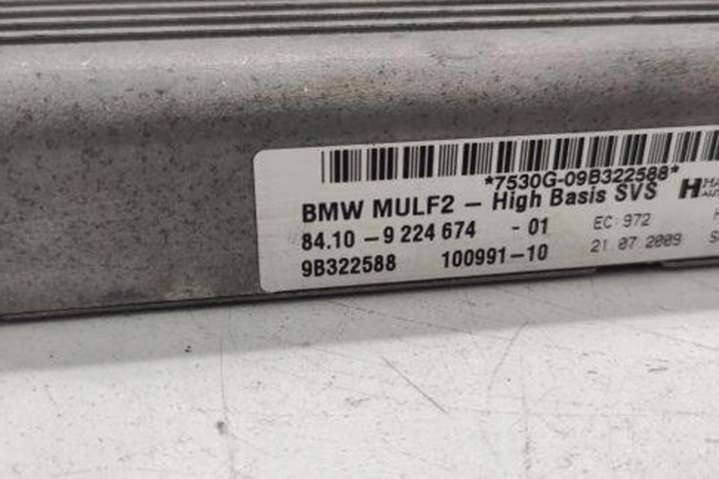 *7530G-09B322588*
BMW MULF2 – High Basis SVS
84.10 – 9 224 674 - 01 EC: 972
9B322588 100991-10 21 07 2009